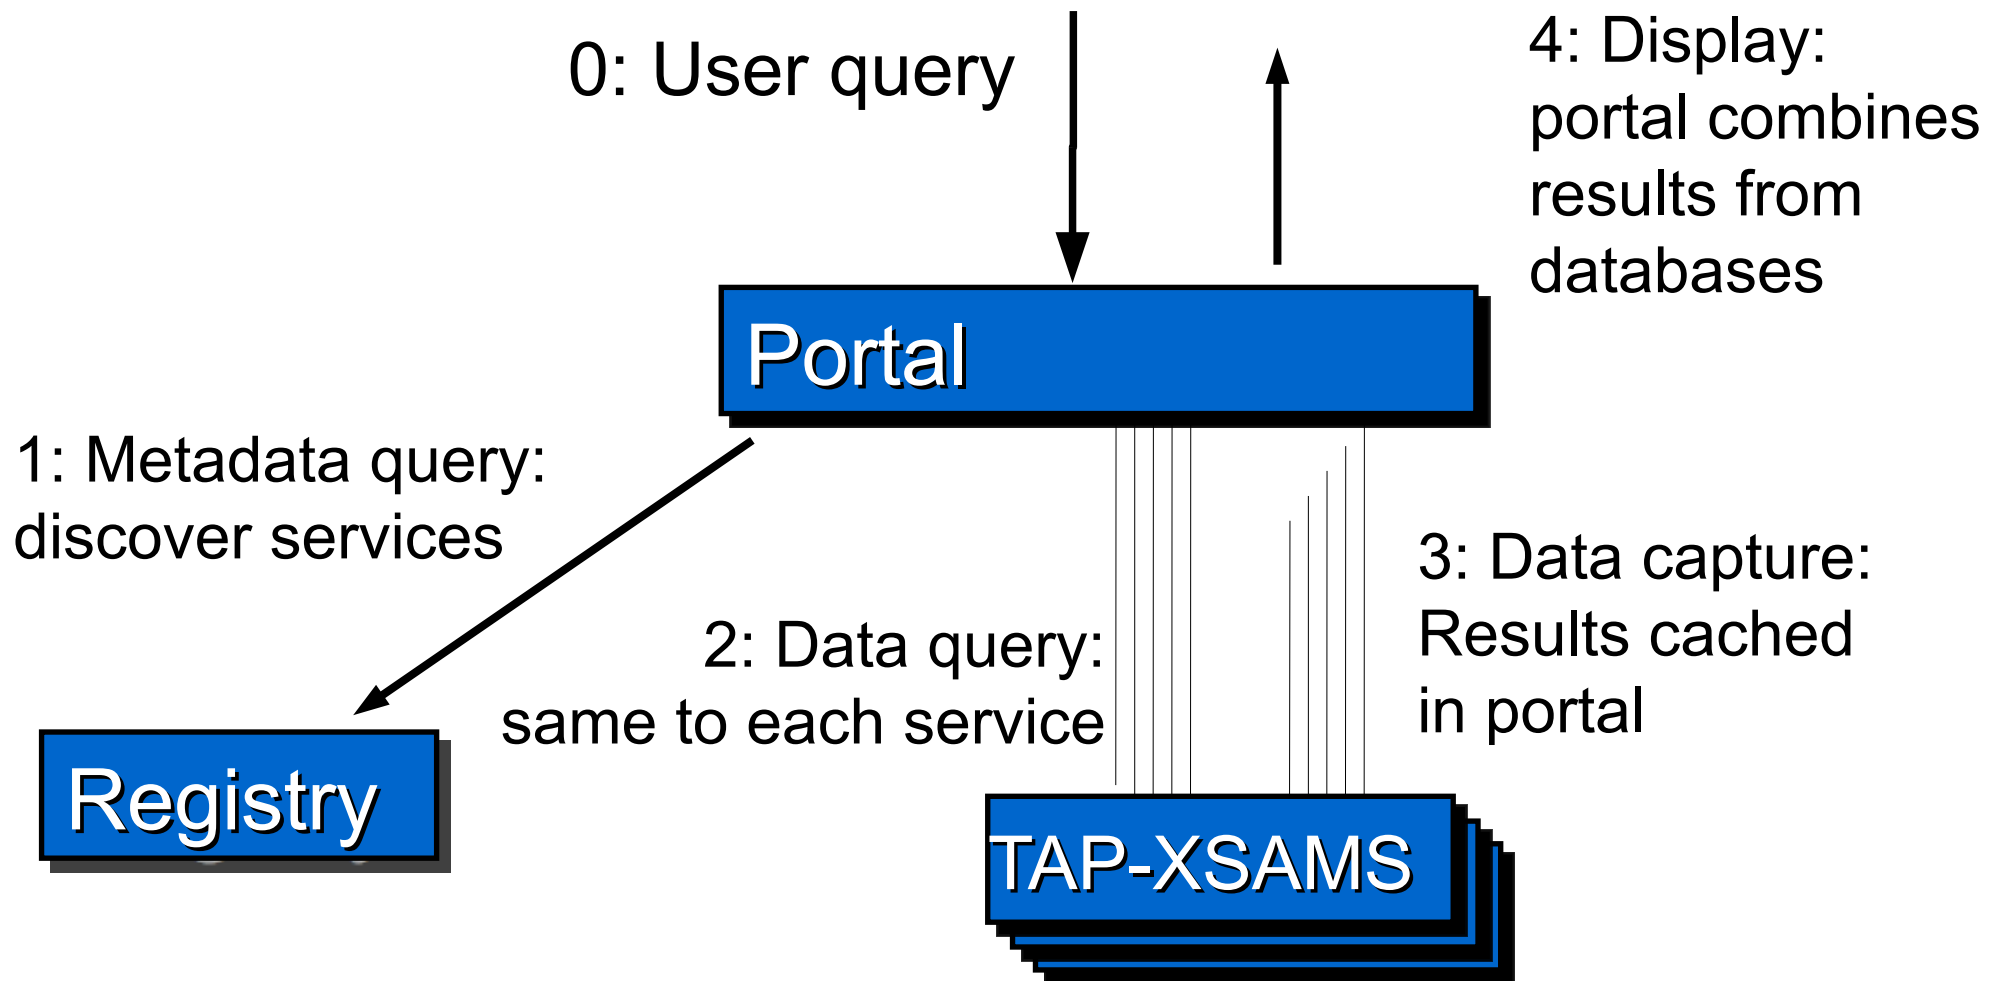 0: User query
4: Display:
portal combines
results from
databases
Portal
1: Metadata query:
discover services
2: Data query:
same to each service
3: Data capture:
Results cached
in portal
Registry
TAP-XSAMS